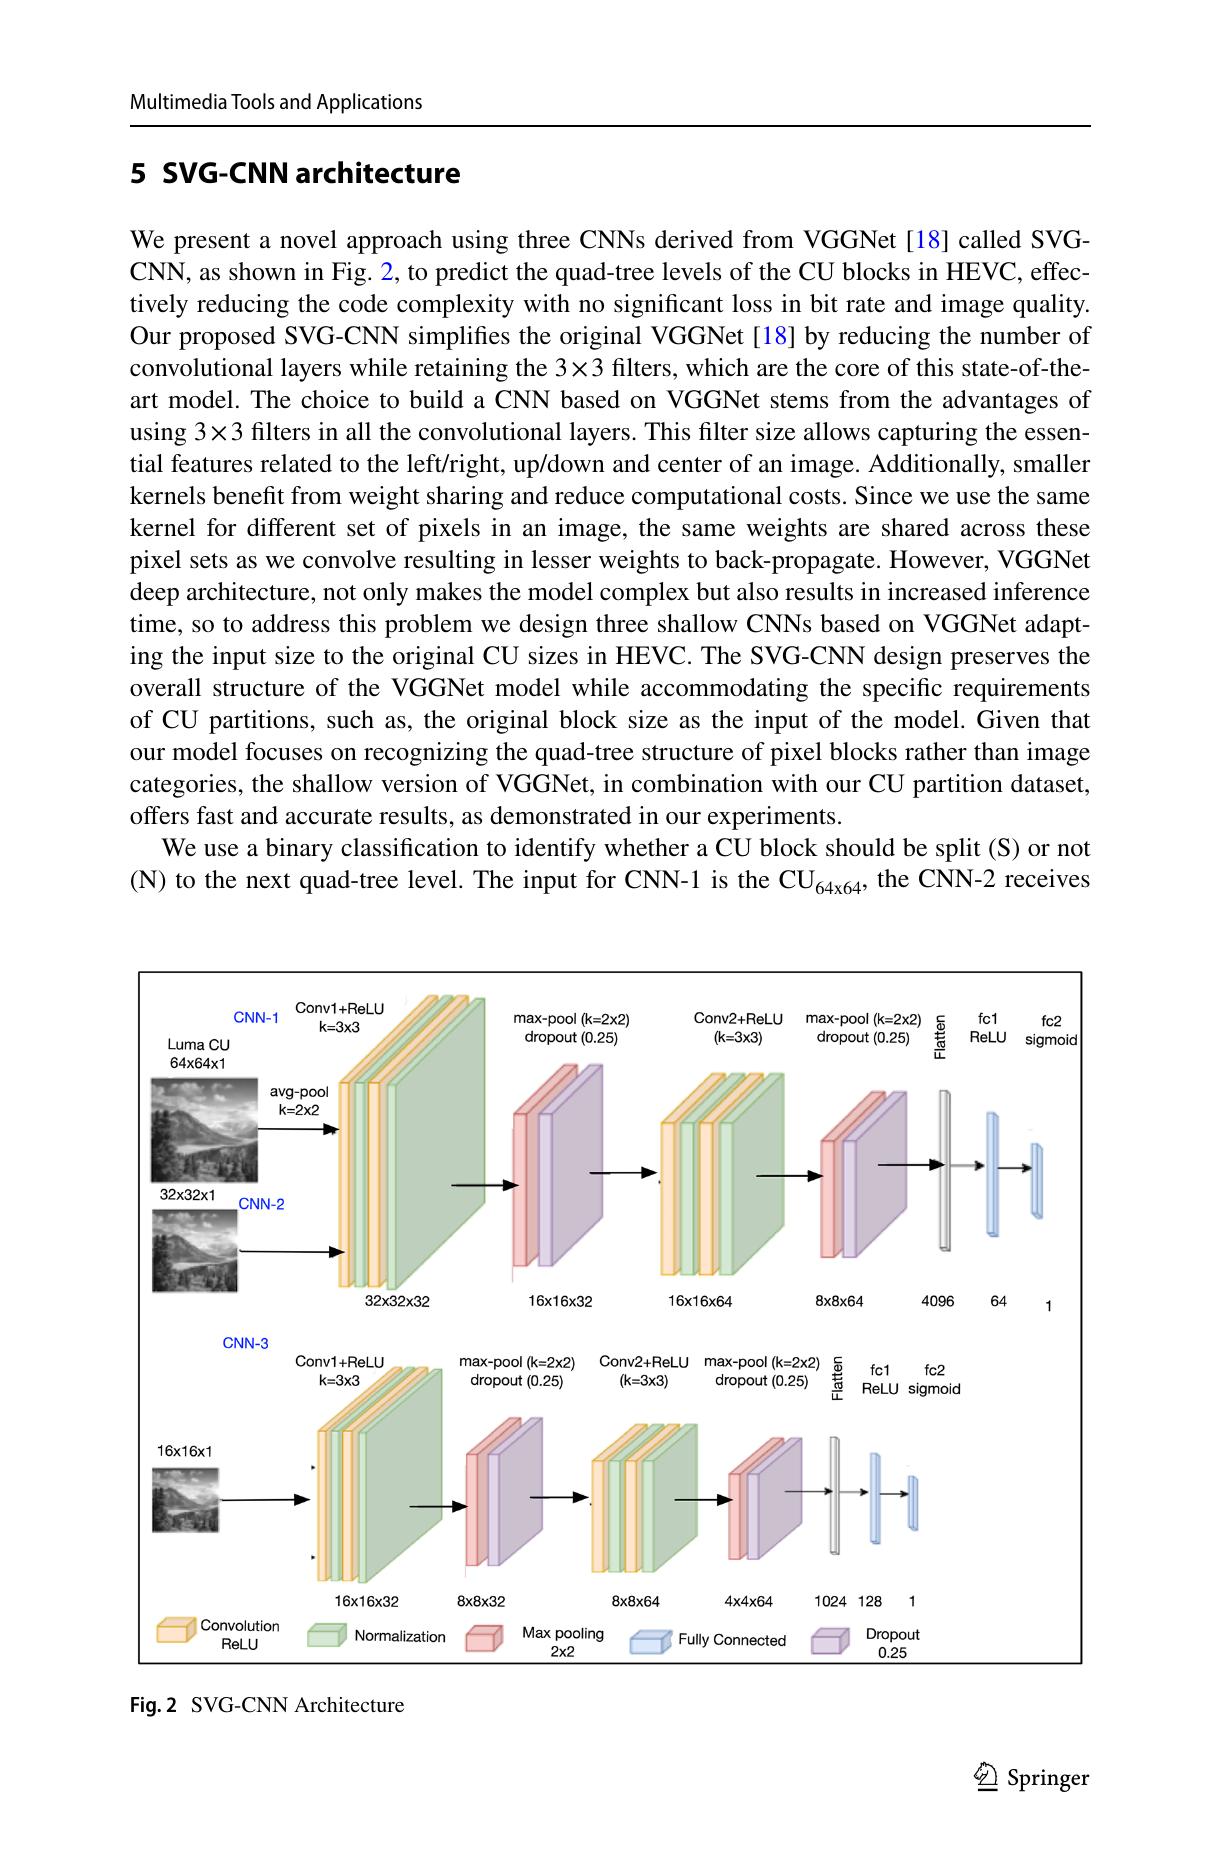 Multimedia Tools and Applications
5 SVG-CNN architecture
We present a novel approach using three CNNs derived from VGGNet [18] called SVG-
CNN, as shown in Fig. 2, to predict the quad-tree levels of the CU blocks in HEVC, effec-
tively reducing the code complexity with no significant loss in bit rate and image quality.
Our proposed SVG-CNN simplifies the original VGGNet [18] by reducing the number of
convolutional layers while retaining the 3×3 filters, which are the core of this state-of-the-
art model. The choice to build a CNN based on VGGNet stems from the advantages of
using 3×3 filters in all the convolutional layers. This filter size allows capturing the essen-
tial features related to the left/right, up/down and center of an image. Additionally, smaller
kernels benefit from weight sharing and reduce computational costs. Since we use the same
kernel for different set of pixels in an image, the same weights are shared across these
pixel sets as we convolve resulting in lesser weights to back-propagate. However, VGGNet
deep architecture, not only makes the model complex but also results in increased inference
time, so to address this problem we design three shallow CNNs based on VGGNet adapt-
ing the input size to the original CU sizes in HEVC. The SVG-CNN design preserves the
overall structure of the VGGNet model while accommodating the specific requirements
of CU partitions, such as, the original block size as the input of the model. Given that
our model focuses on recognizing the quad-tree structure of pixel blocks rather than image
categories, the shallow version of VGGNet, in combination with our CU partition dataset,
offers fast and accurate results, as demonstrated in our experiments.
We use a binary classification to identify whether a CU block should be split (S) or not
(N) to the next quad-tree level. The input for CNN-1 is the CU64x64, the CNN-2 receives
CNN-1
Luma CU
64x64x1
avg-pool
k=2x2
Conv1+ReLU
k=3x3
max-pool (k=2x2)
dropout (0.25)
Conv2+ReLU
(k=3x3)
max-pool (k=2x2)
dropout (0.25)
Flatten
fc1
ReLU
fc2
sigmoid
32x32x1
CNN-2
32x32x32
16x16x32
16x16x64
8x8x64
4096
64
1
CNN-3
Conv1+ReLU
k=3x3
max-pool (k=2x2)
dropout (0.25)
Conv2+ReLU
(k=3x3)
max-pool (k=2x2)
dropout (0.25)
Flatten
fc1
ReLU
fc2
sigmoid
16x16x1
16x16x32
8x8x32
8x8x64
4x4x64
1024
128
1
Convolution
ReLU
Normalization
Max pooling
2x2
Fully Connected
Dropout
0.25
Fig. 2 SVG-CNN Architecture
Springer